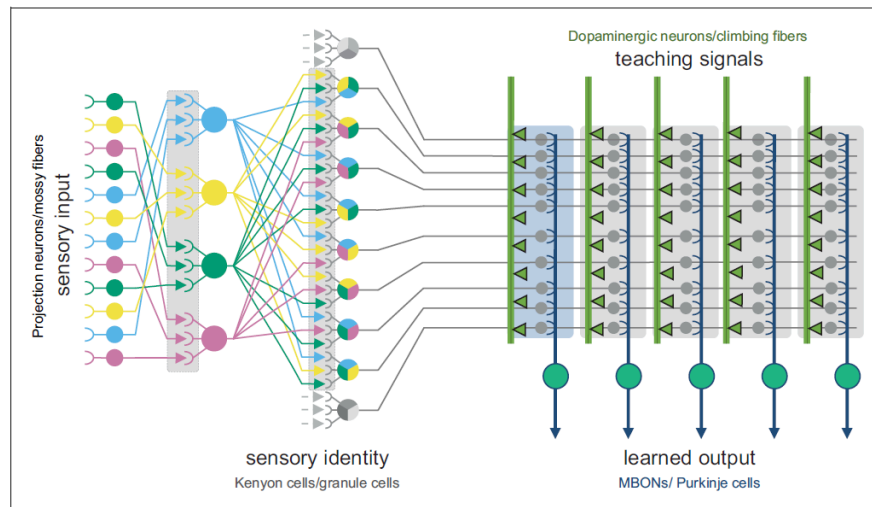 Dopaminergic neurons/climbing fibers
teaching signals
Projection neurons/mossy fibers
sensory input
sensory identity
Kenyon cells/granule cells
learned output
MBONs/ Purkinje cells